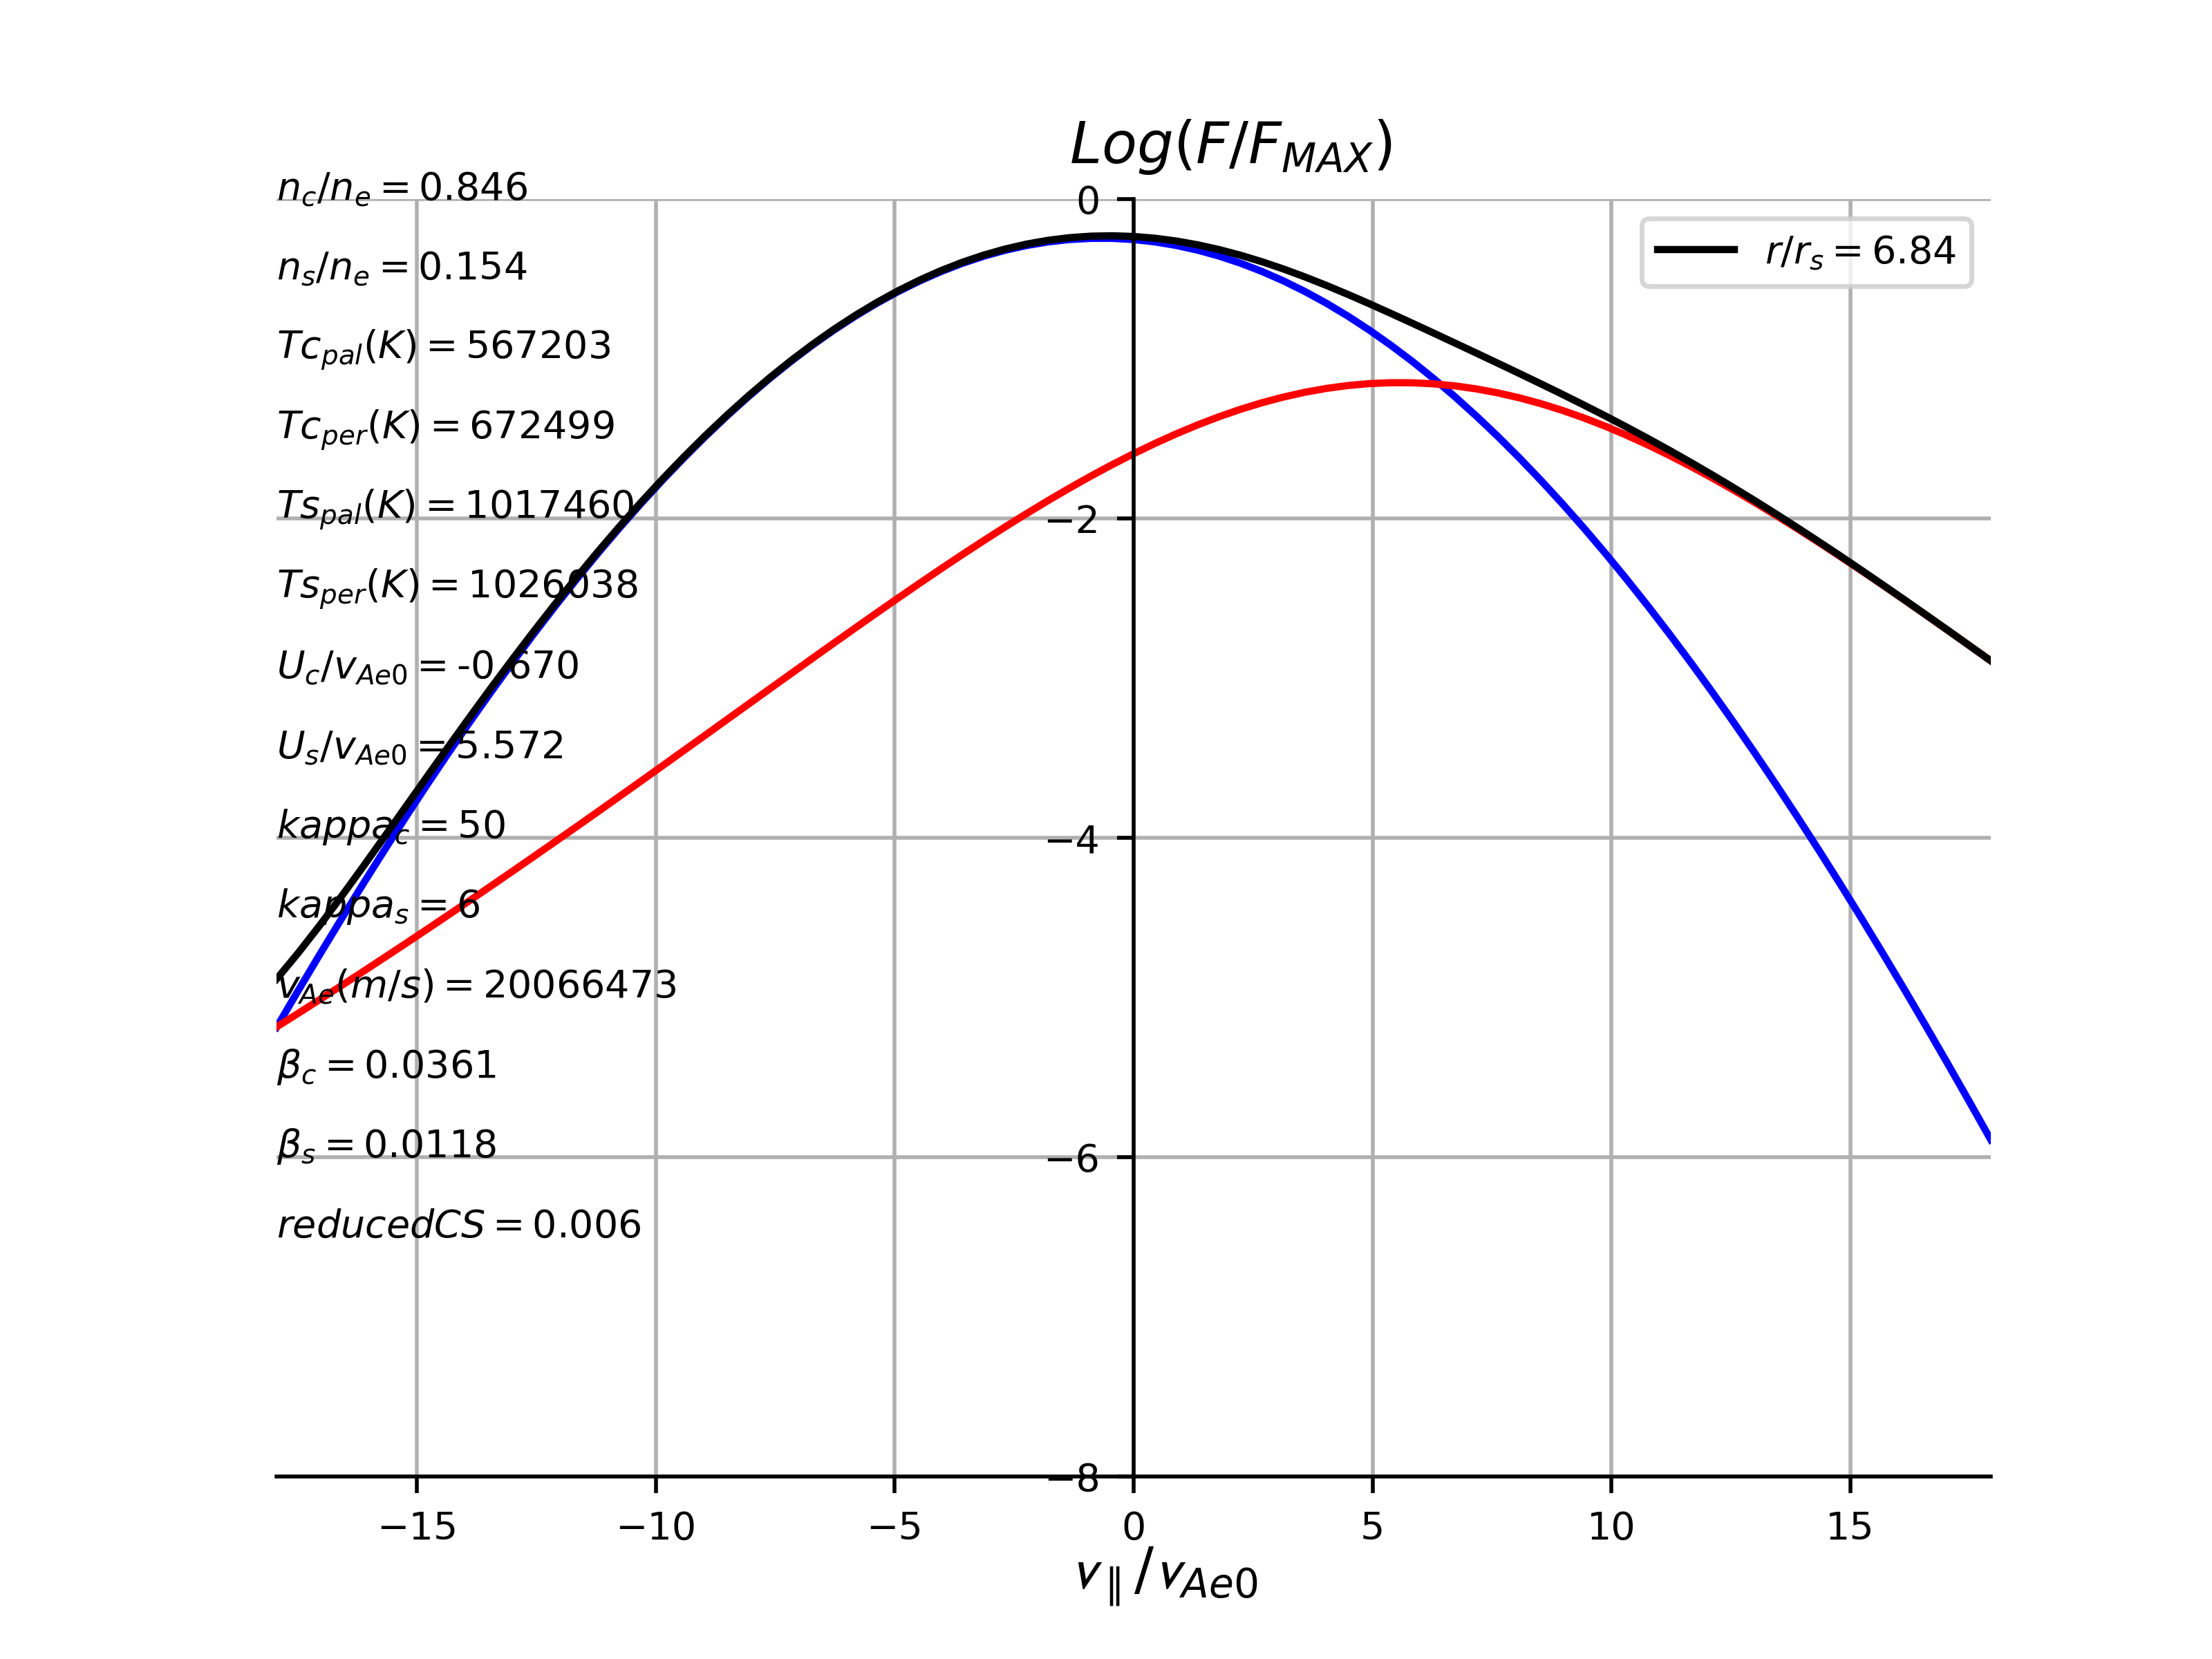 Log(F/F_MAX)
n_c/n_e = 0.846
n_s/n_e = 0.154
Tc_pal(K) = 567203
Tc_per(K) = 672499
Ts_pal(K) = 1017460
Ts_per(K) = 1026038
U_c/v_Ae0 = -0.670
U_s/v_Ae0 = 5.572
kappa_c = 50
kappa_s = 6
v_Ae(m/s) = 20066473
β_c = 0.0361
β_s = 0.0118
reducedCS = 0.006
r/r_s = 6.84
0
−2
−4
−6
−8
−15 −10 −5 0 5 10 15
v_∥/v_Ae0